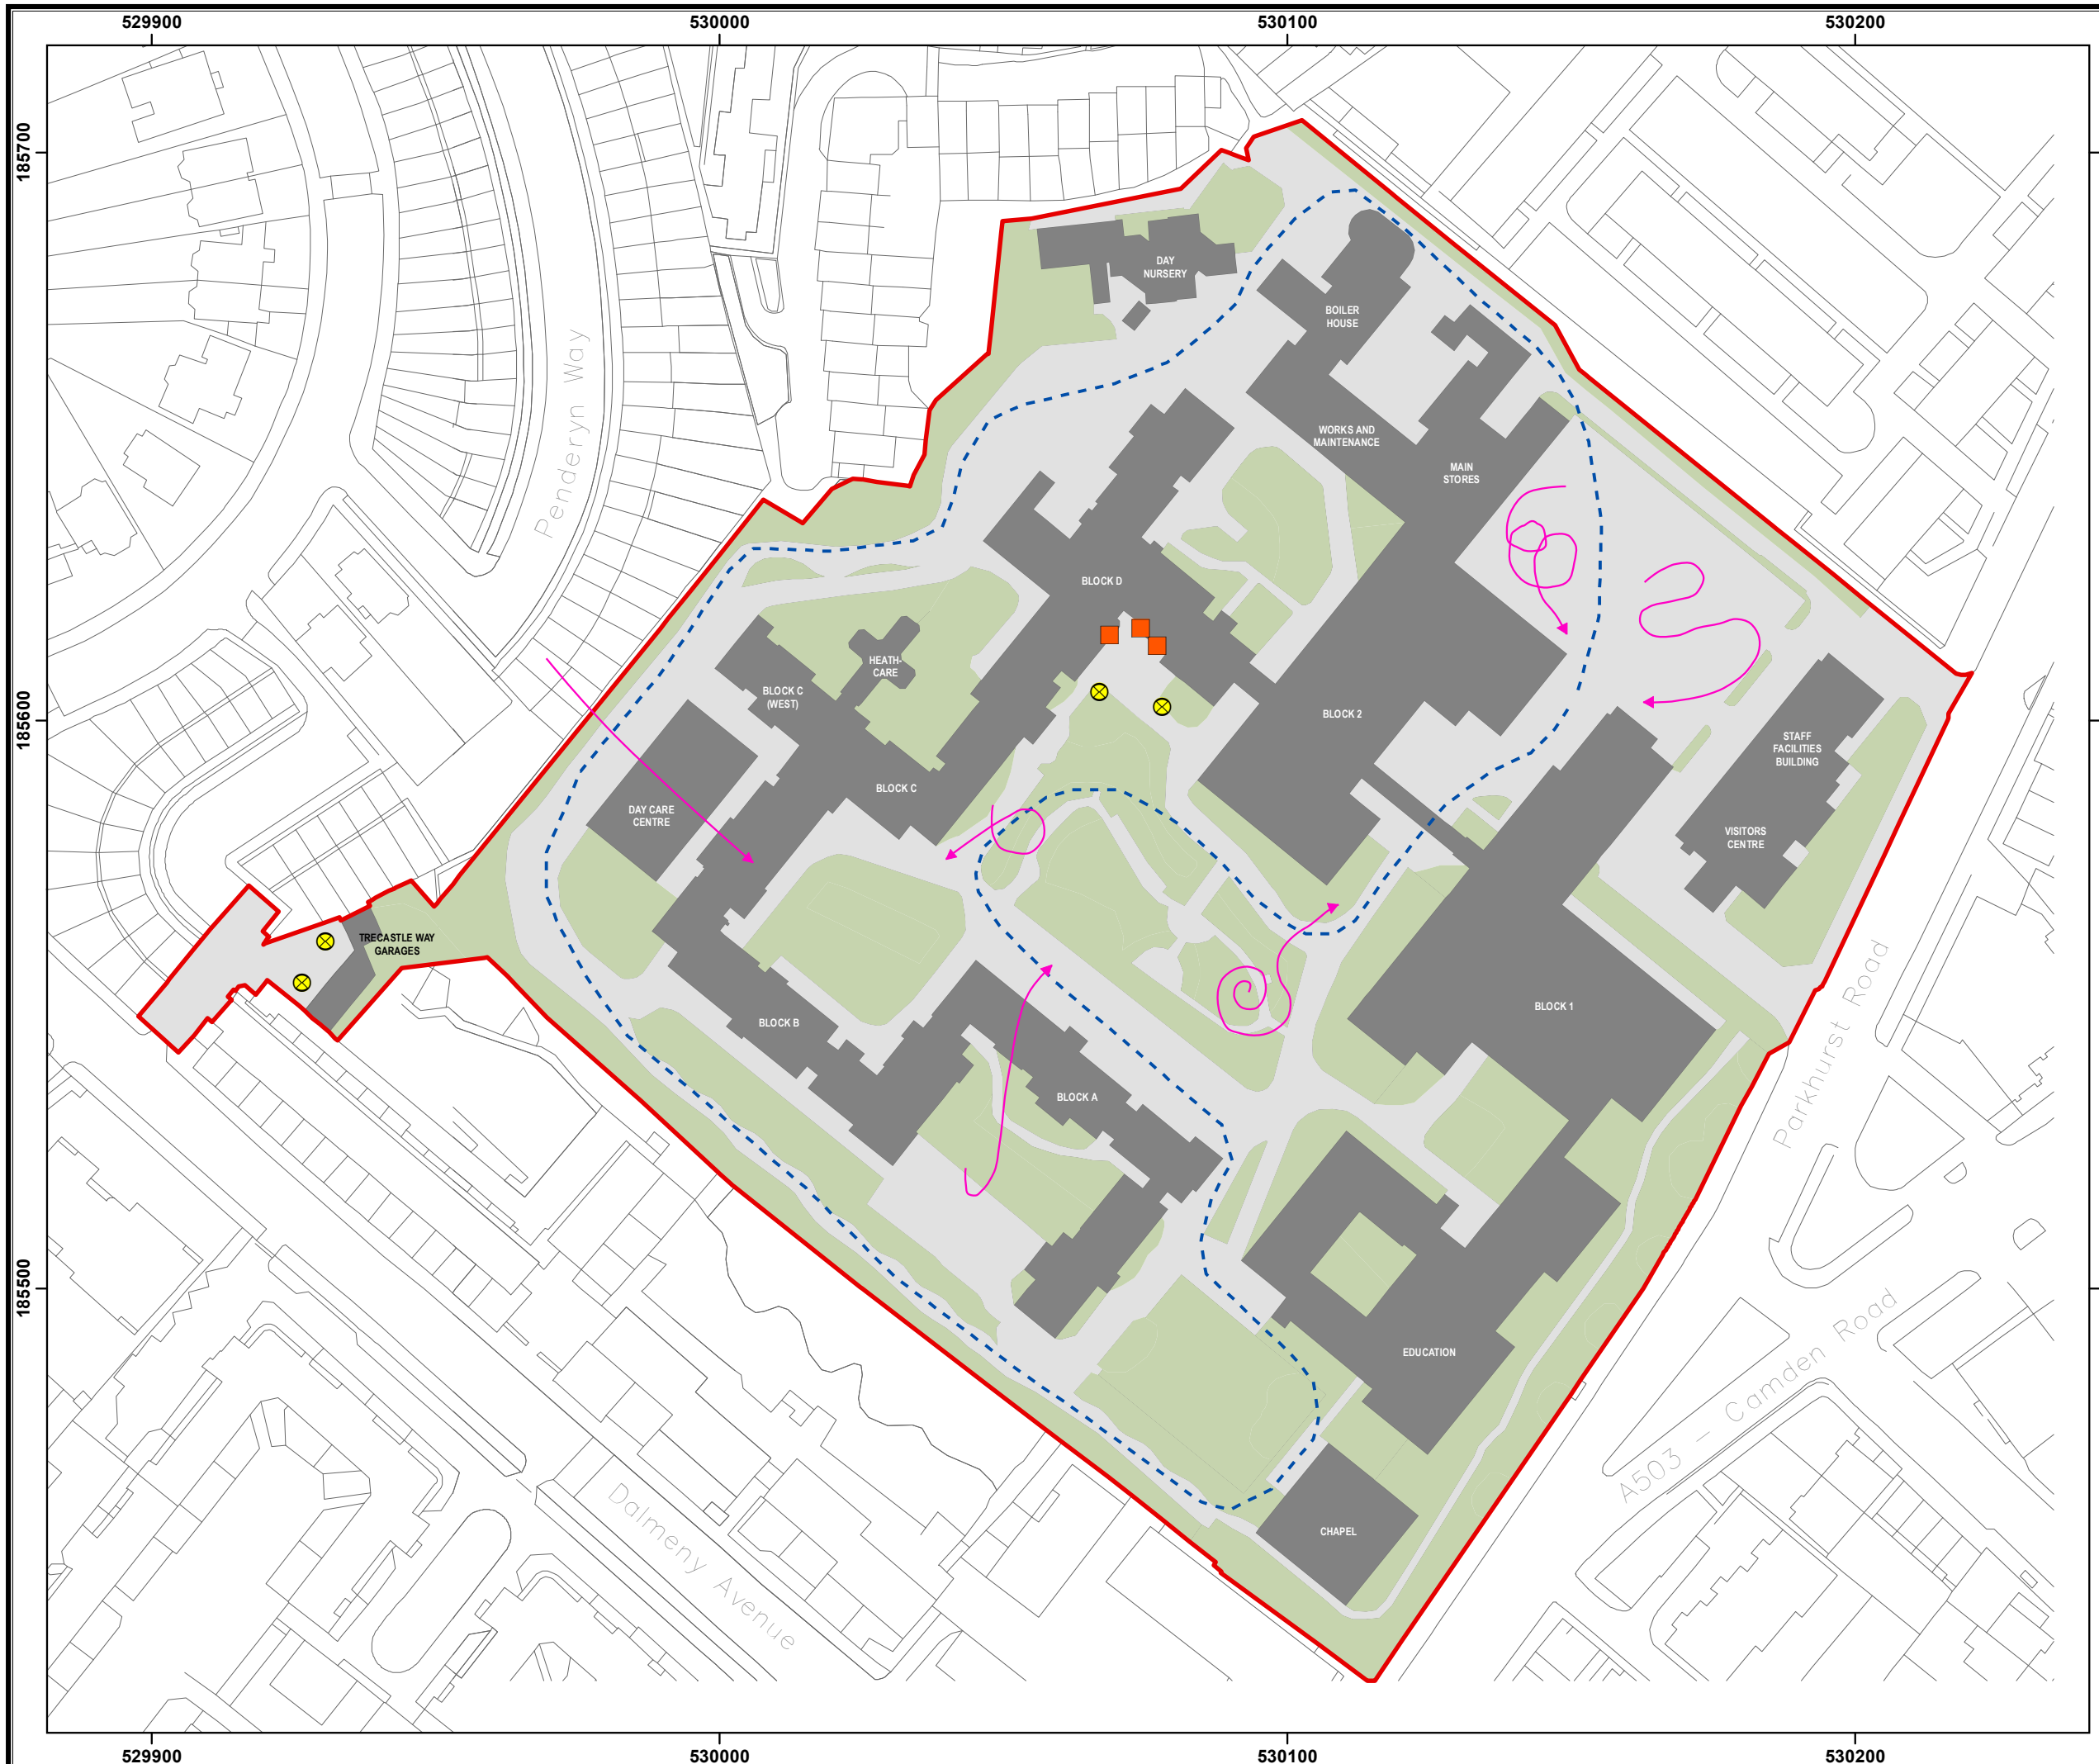 529900
530000
530100
530200
185700
185600
185500
Penderyn Way
DAY
NURSERY
BOILER
HOUSE
WORKS AND
MAINTENANCE
MAIN
STORES
BLOCK D
HEATH-
CARE
BLOCK C
(WEST)
BLOCK 2
STAFF
FACILITIES
BUILDING
BLOCK C
DAY CARE
CENTRE
VISITORS
CENTRE
TRECASTLE WAY
GARAGES
BLOCK 1
BLOCK B
BLOCK A
Parkhurst Road
EDUCATION
A503 – Camden Road
CHAPEL
Dalmeny Avenue
529900
530000
530100
530200